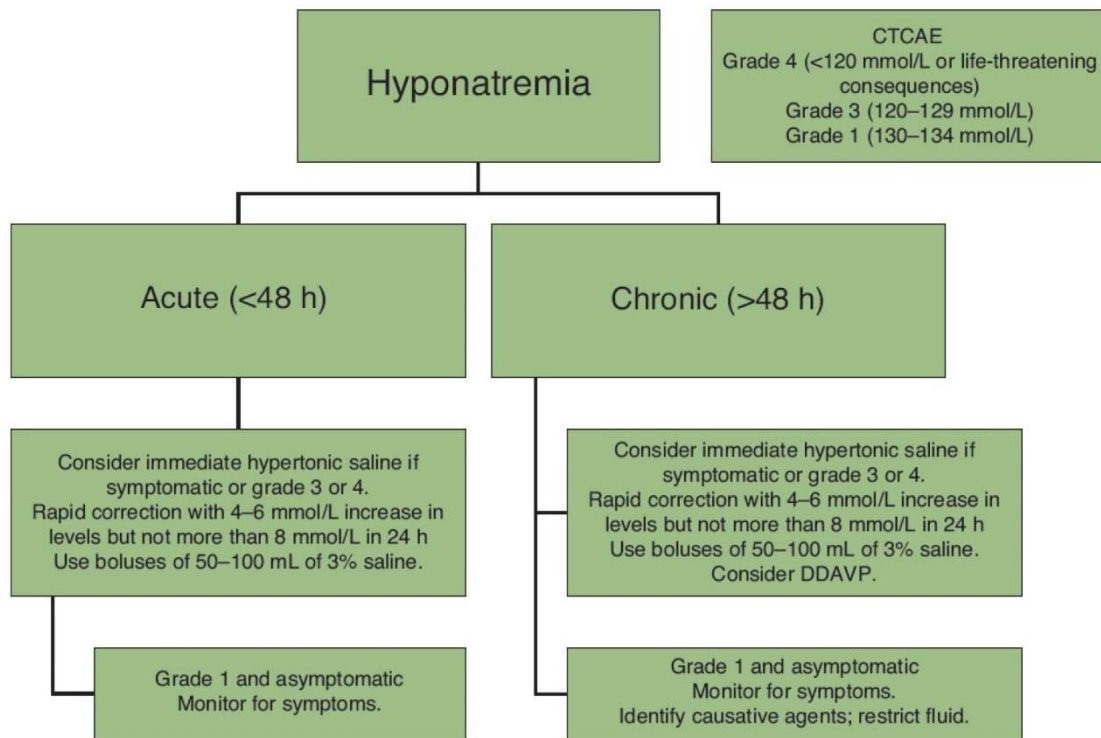 Hyponatremia
CTCAE
Grade 4 (<120 mmol/L or life-threatening
consequences)
Grade 3 (120–129 mmol/L)
Grade 1 (130–134 mmol/L)
Acute (<48 h)
Chronic (>48 h)
Consider immediate hypertonic saline if
symptomatic or grade 3 or 4.
Rapid correction with 4–6 mmol/L increase in
levels but not more than 8 mmol/L in 24 h
Use boluses of 50–100 mL of 3% saline.
Consider immediate hypertonic saline if
symptomatic or grade 3 or 4.
Rapid correction with 4–6 mmol/L increase in
levels but not more than 8 mmol/L in 24 h
Use boluses of 50–100 mL of 3% saline.
Consider DDAVP.
Grade 1 and asymptomatic
Monitor for symptoms.
Grade 1 and asymptomatic
Monitor for symptoms.
Identify causative agents; restrict fluid.